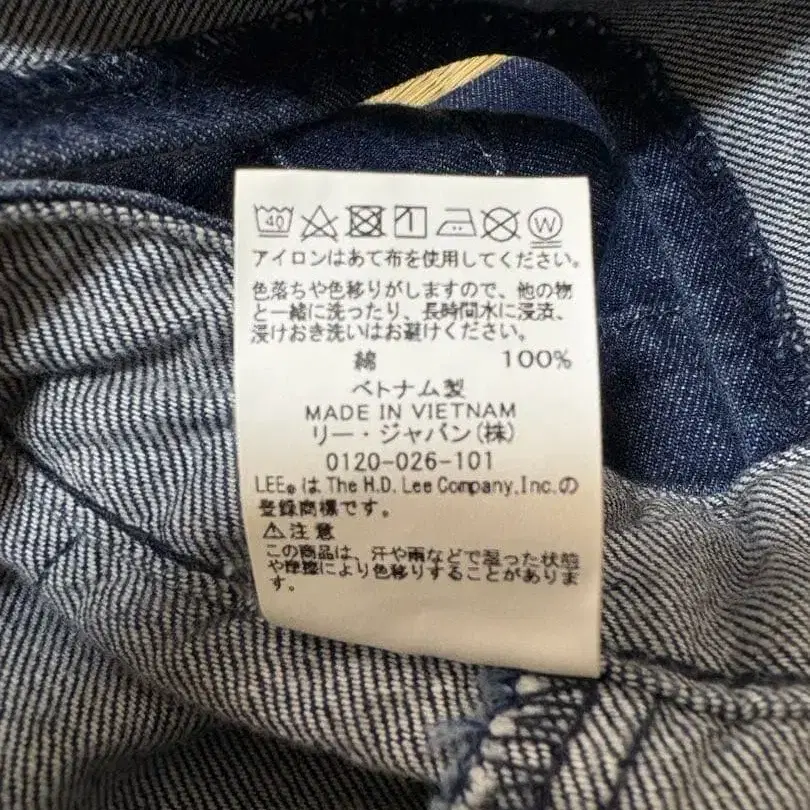 40 W
アイロンはあて布を使用してください。
色落ちや色移りがしますので、他の物
と一緒に洗ったり、長時間水に浸漬、
浸けおき洗いはお避けください。
綿 100%
ベトナム製
MADE IN VIETNAM
リー・ジャパン(株)
0120-026-101
LEE®は The H.D. Lee Company,Inc.の
登録商標です。
⚠注意
この商品は、汗や雨などで湿った状態
や摩擦により色移りすることがありま
す。